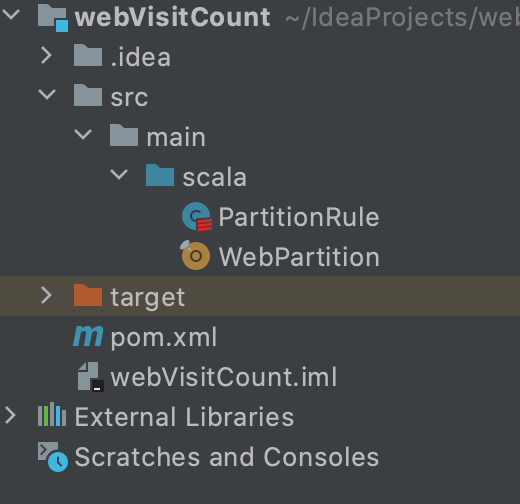 webVisitCount ~/IdeaProjects/web
.idea
src
main
scala
PartitionRule
WebPartition
target
pom.xml
webVisitCount.iml
External Libraries
Scratches and Consoles